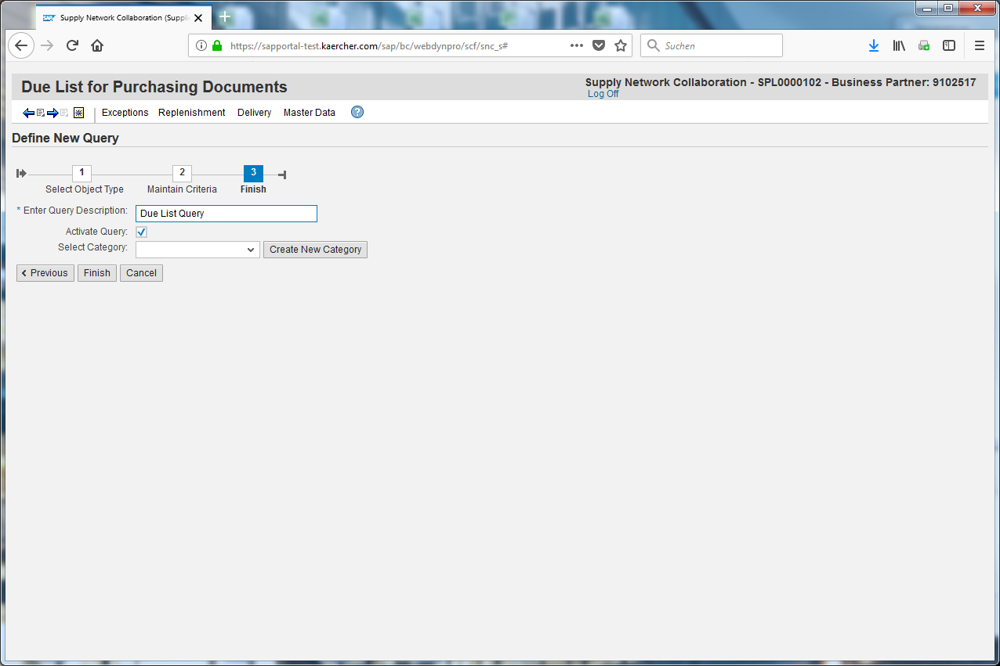 SAP Supply Network Collaboration (Suppl
https://sapportal-test.kaercher.com/sap/bc/webdynpro/scf/snc_s#
Suchen
Due List for Purchasing Documents
Supply Network Collaboration - SPL0000102 - Business Partner: 9102517
Log Off
Exceptions Replenishment Delivery Master Data ?
Define New Query
1 2 3
Select Object Type Maintain Criteria Finish
* Enter Query Description: Due List Query
Activate Query:
Select Category: Create New Category
Previous Finish Cancel